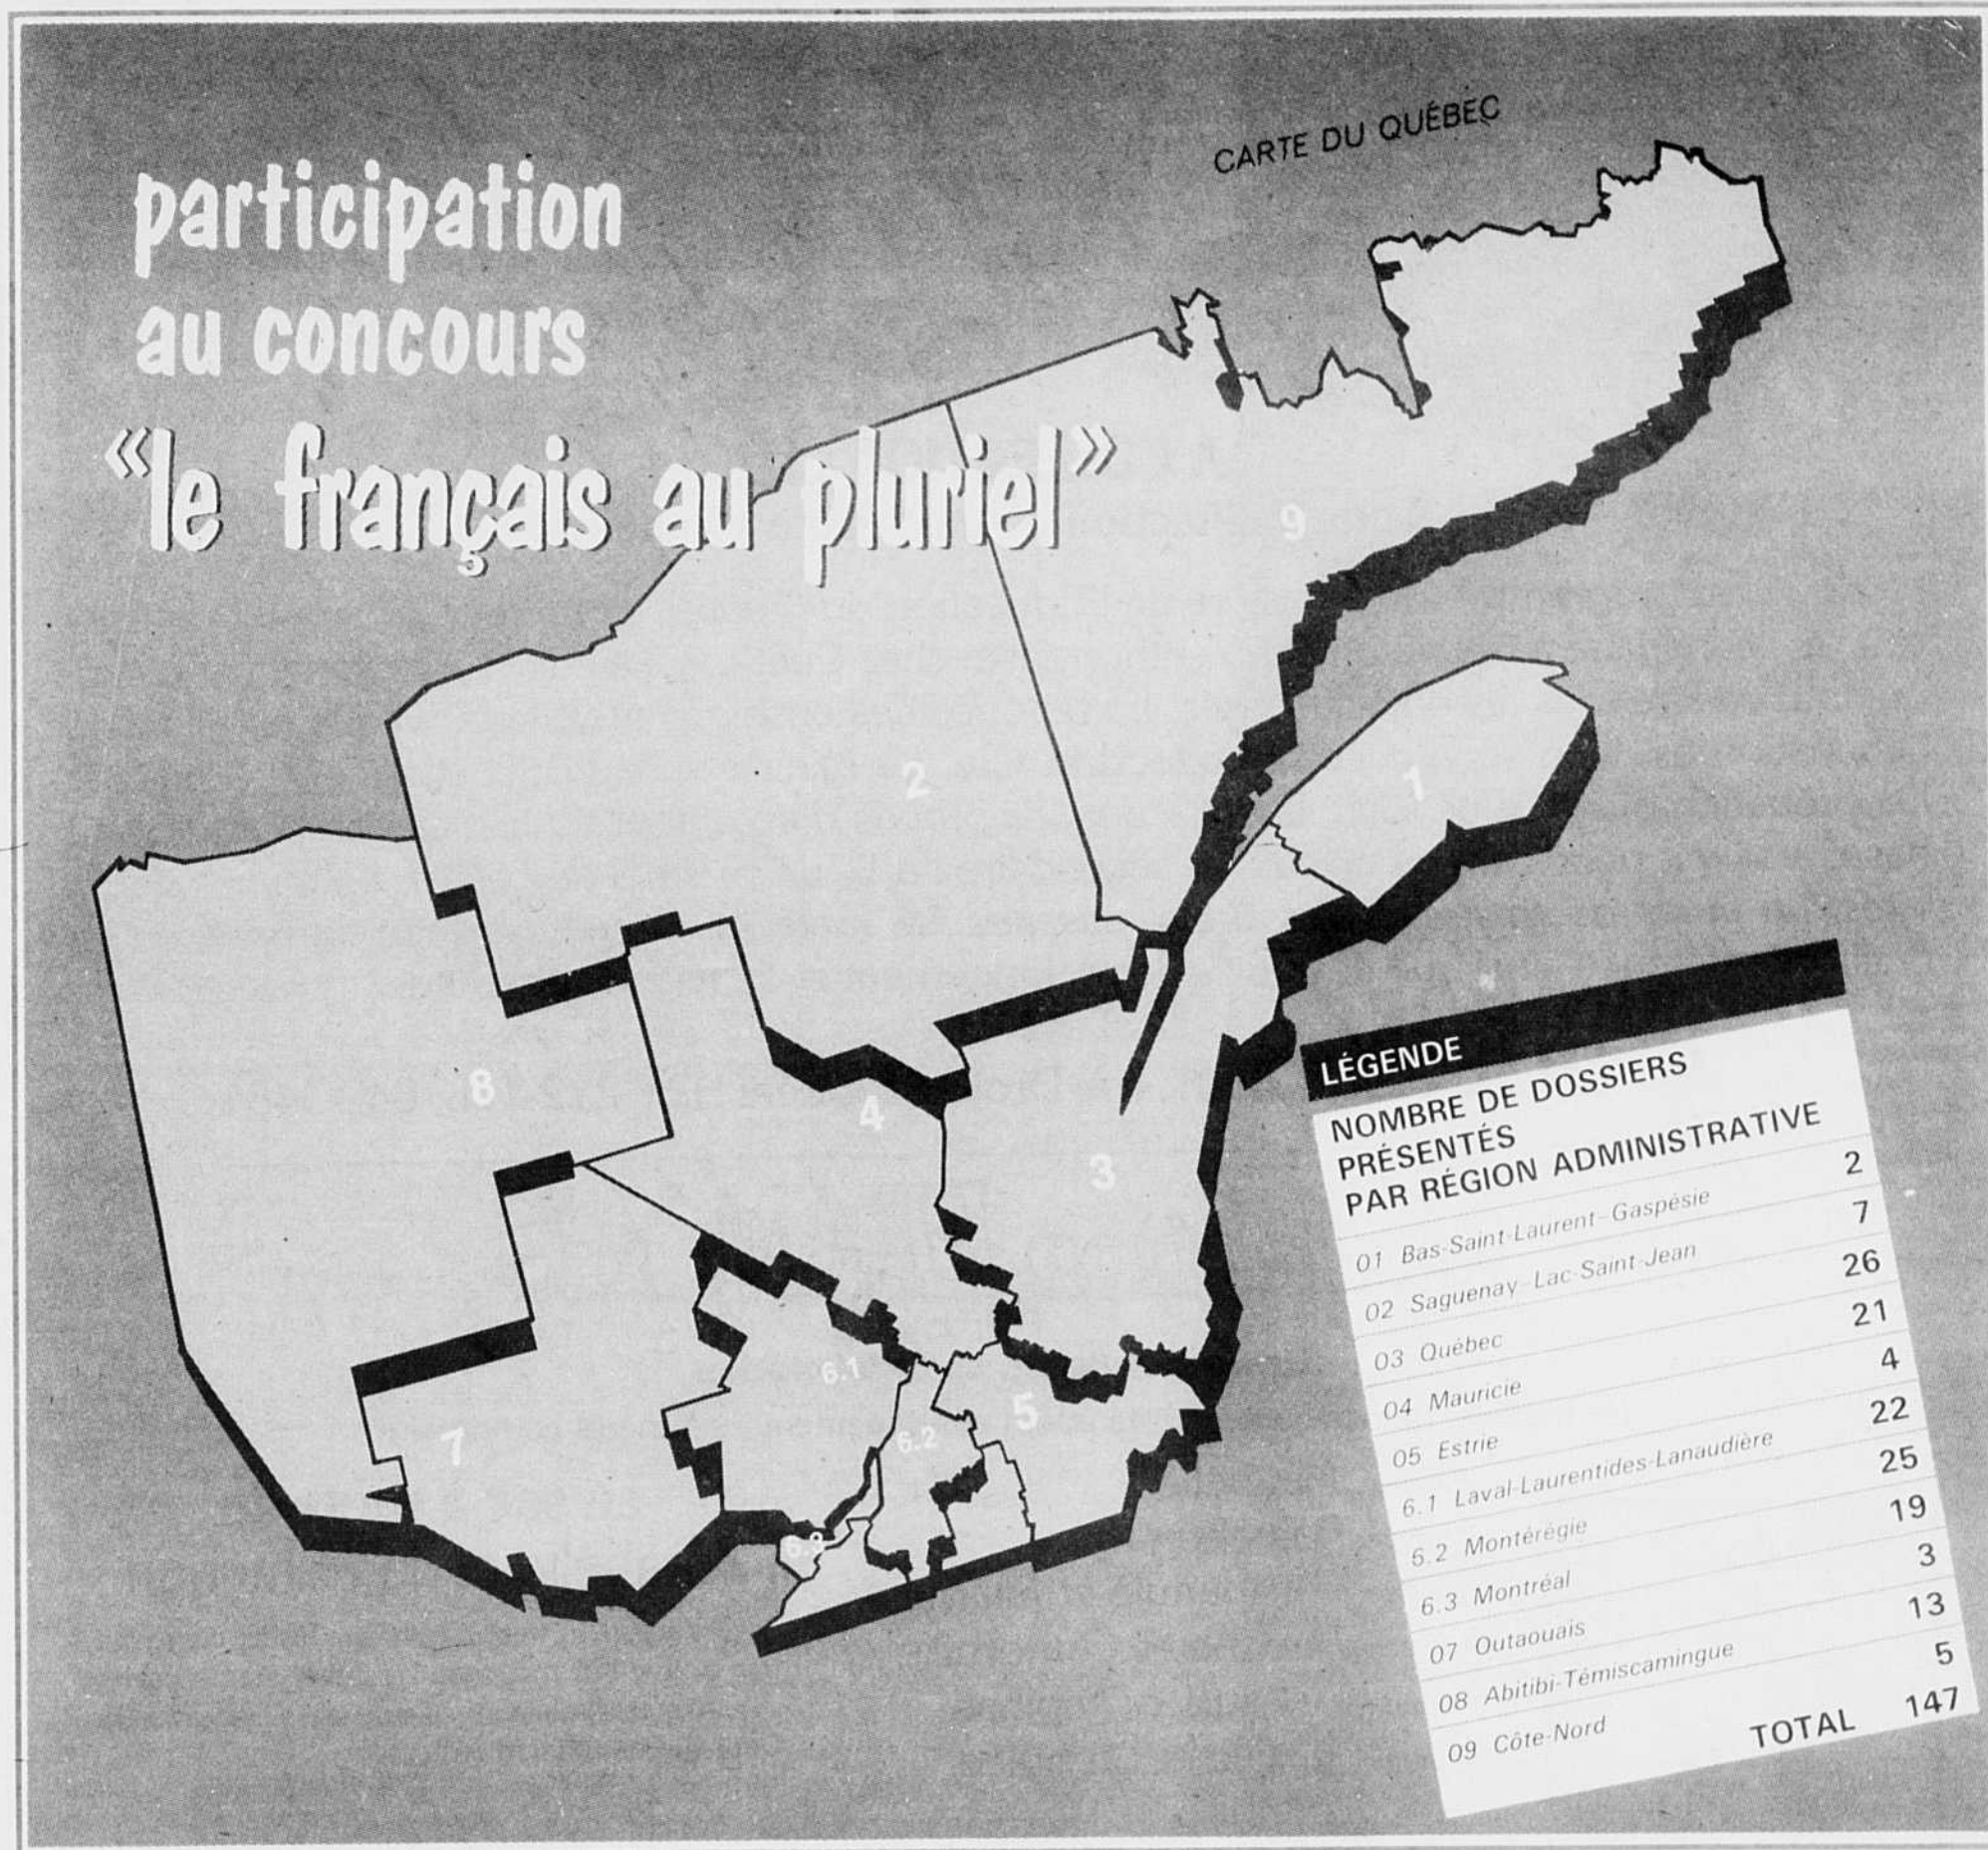 CARTE DU QUÉBEC
participation
au concours
«le français au pluriel»
9
2
1
8
4
3
6.1
5
6.2
7
6.3
LÉGENDE
NOMBRE DE DOSSIERS
PRÉSENTÉS
PAR RÉGION ADMINISTRATIVE
01 Bas-Saint-Laurent-Gaspésie 2
02 Saguenay-Lac-Saint-Jean 7
03 Québec 26
04 Mauricie 21
05 Estrie 4
6.1 Laval-Laurentides-Lanaudière 22
6.2 Montérégie 25
6.3 Montréal 19
07 Outaouais 3
08 Abitibi-Témiscamingue 13
09 Côte-Nord 5
TOTAL 147